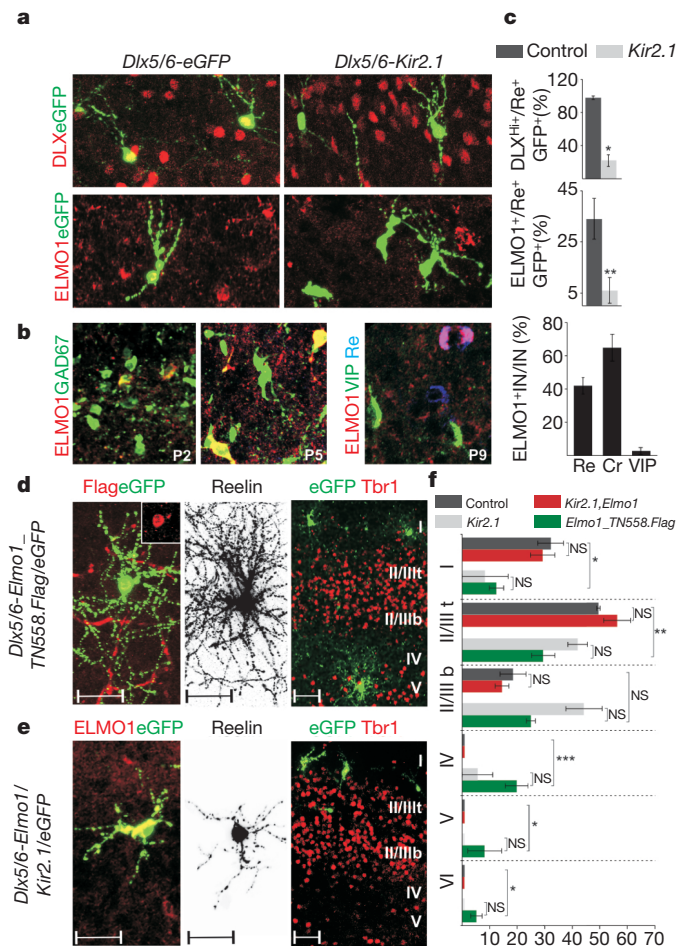 a
Dlx5/6-eGFP
Dlx5/6-Kir2.1
DLXeGFP
ELMO1eGFP
b
ELMO1GAD67
P2
P5
ELMO1VIP Re
P9
c
Control
Kir2.1
DLXHi+/Re+
GFP+(%)
120
80
40
*
ELMO1+/Re+
GFP+(%)
45
25
5
**
ELMO1+IN/IN (%)
80
60
40
20
Re Cr VIP
d
Dlx5/6-Elmo1_
TN558.Flag/eGFP
FlageGFP
Reelin
eGFP Tbr1
I
II/IIIt
II/IIIb
IV
V
e
Dlx5/6-Elmo1/
Kir2.1/eGFP
ELMO1eGFP
Reelin
eGFP Tbr1
I
II/IIIt
II/IIIb
IV
V
f
Control
Kir2.1,Elmo1
Kir2.1
Elmo1_TN558.Flag
I
NS
NS
*
II/III t
NS
NS
**
II/III b
NS
NS
NS
IV
NS
***
V
NS
*
VI
NS
*
10 20 30 40 50 60 70